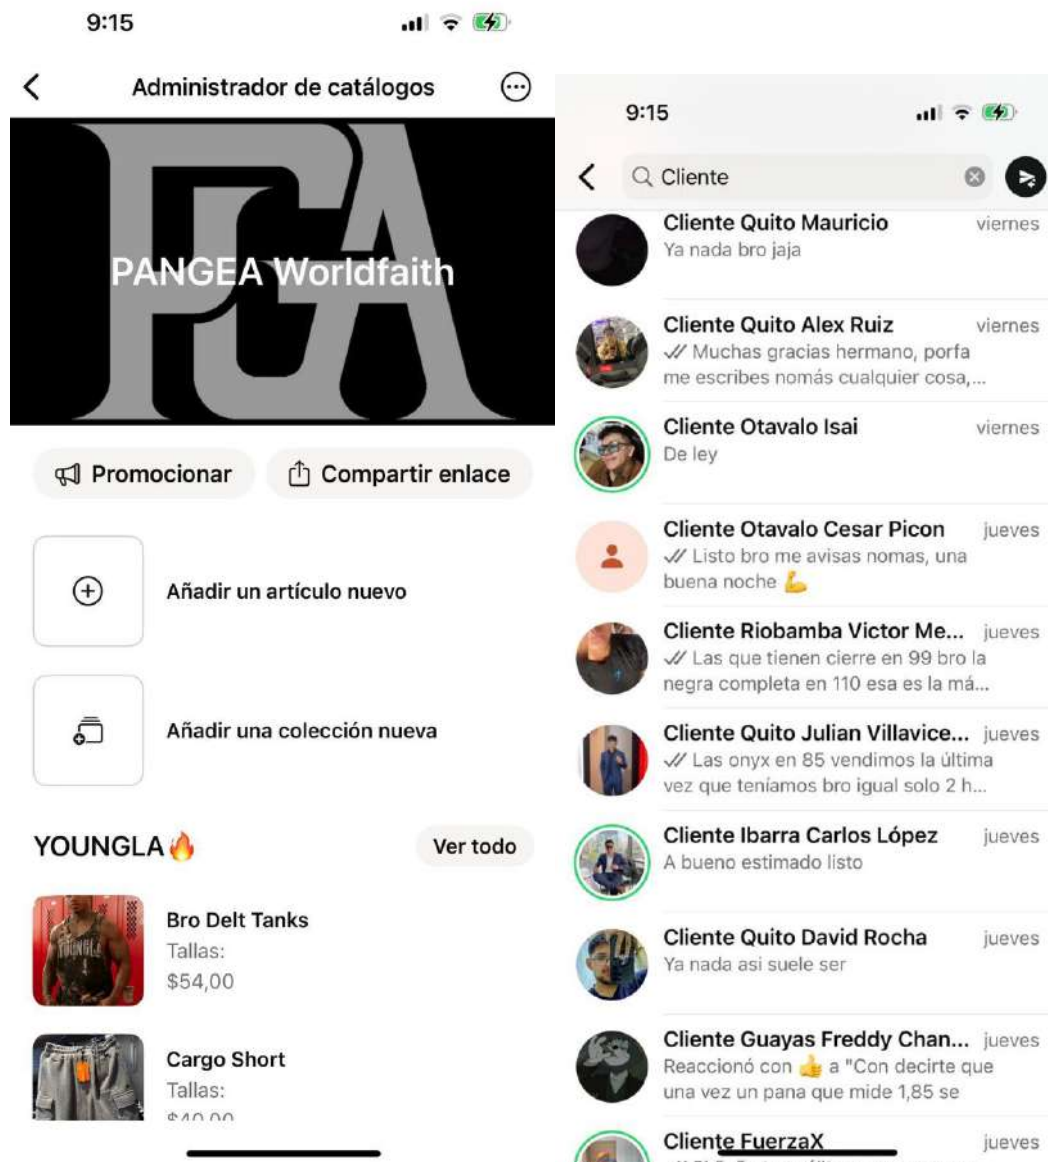 9:15
Administrador de catálogos
PGA
PANGEA Worldfaith
Promocionar
Compartir enlace
Añadir un artículo nuevo
Añadir una colección nueva
YOUNGLA🔥
Ver todo
Bro Delt Tanks
Tallas:
$54,00
Cargo Short
Tallas:
$40,00
9:15
Cliente
Cliente Quito Mauricio viernes
Ya nada bro jaja
Cliente Quito Alex Ruiz viernes
Muchas gracias hermano, porfa
me escribes nomás cualquier cosa,...
Cliente Otavalo Isai viernes
De ley
Cliente Otavalo Cesar Picon jueves
Listo bro me avisas nomas, una
buena noche 💪
Cliente Riobamba Victor Me... jueves
Las que tienen cierre en 99 bro la
negra completa en 110 esa es la má...
Cliente Quito Julian Villavice... jueves
Las onyx en 85 vendimos la última
vez que teníamos bro igual solo 2 h...
Cliente Ibarra Carlos López jueves
A bueno estimado listo
Cliente Quito David Rocha jueves
Ya nada asi suele ser
Cliente Guayas Freddy Chan... jueves
Reaccionó con 👍 a "Con decirte que
una vez un pana que mide 1,85 se
Cliente FuerzaX jueves